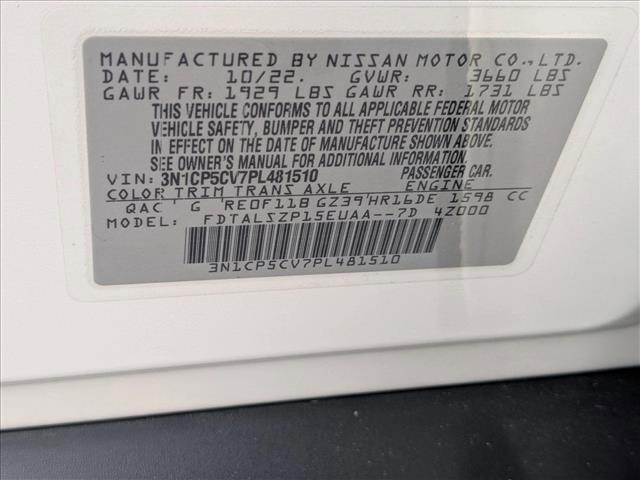 MANUFACTURED BY NISSAN MOTOR CO., LTD.
DATE: 10/22. GVWR: 3660 LBS
GAWR FR: 1929 LBS GAWR RR: 1731 LBS
THIS VEHICLE CONFORMS TO ALL APPLICABLE FEDERAL MOTOR
VEHICLE SAFETY, BUMPER AND THEFT PREVENTION STANDARDS
IN EFFECT ON THE DATE OF MANUFACTURE SHOWN ABOVE.
SEE OWNER'S MANUAL FOR ADDITIONAL INFORMATION.
VIN: 3N1CP5CV7PL481510 PASSENGER CAR.
COLOR TRIM TRANS AXLE ENGINE
QAC ' G 'RE0F11B GZ39'HR16DE 1598 CC
MODEL: FDTALSZP15EUAA--7D 4Z000
3N1CP5CV7PL481510